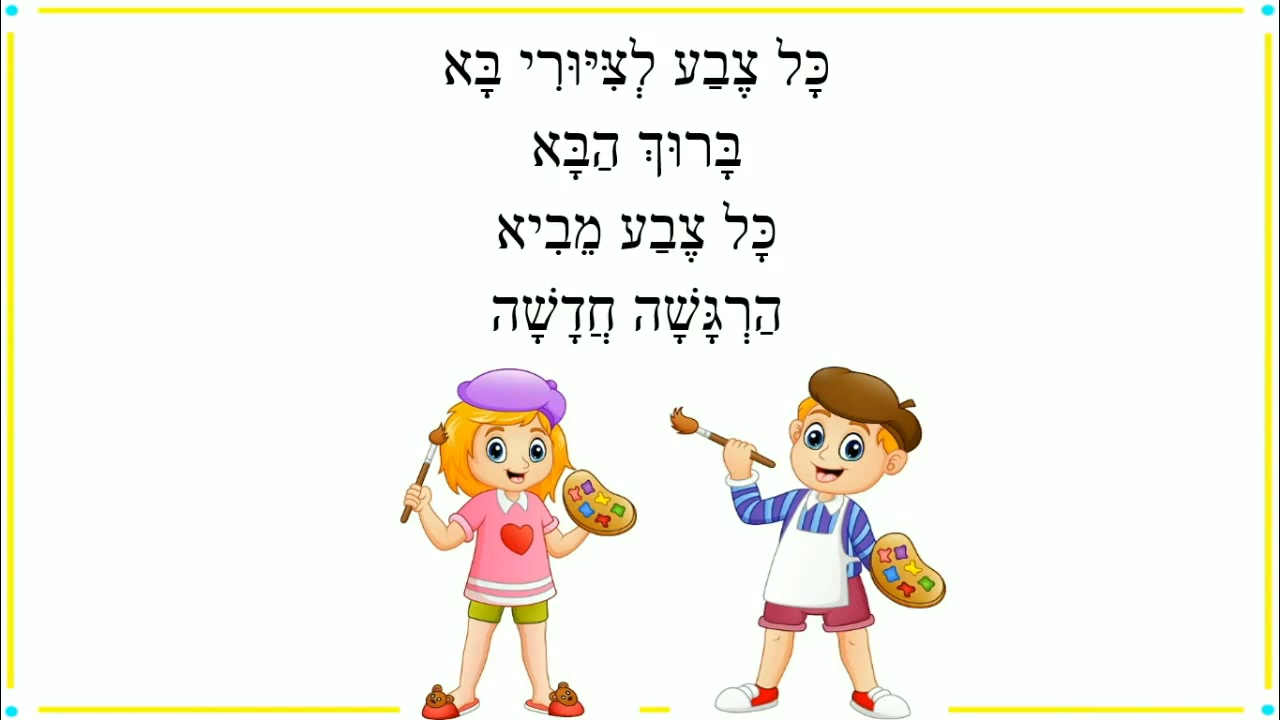 כָּל צֶבַע לְצִיּוּרִי בָּא
בָּרוּךְ הַבָּא
כָּל צֶבַע מֵבִיא
הַרְגָּשָׁה חֲדָשָׁה